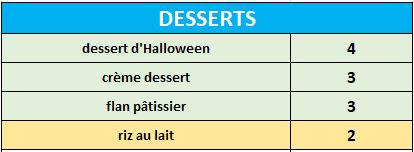 DESSERTS
dessert d'Halloween 4
crème dessert 3
flan pâtissier 3
riz au lait 2